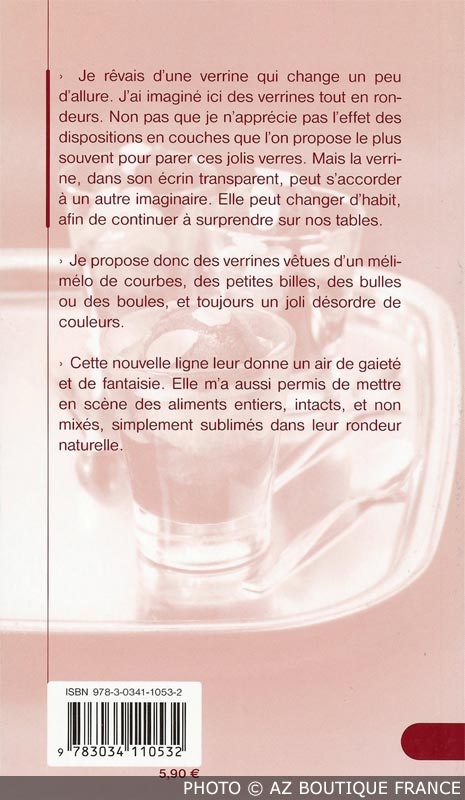 › Je rêvais d'une verrine qui change un peu
d'allure. J'ai imaginé ici des verrines tout en ron-
deurs. Non pas que je n'apprécie pas l'effet des
dispositions en couches que l'on propose le plus
souvent pour parer ces jolis verres. Mais la verri-
ne, dans son écrin transparent, peut s'accorder
à un autre imaginaire. Elle peut changer d'habit,
afin de continuer à surprendre sur nos tables.
› Je propose donc des verrines vêtues d'un méli-
mélo de courbes, des petites billes, des bulles
ou des boules, et toujours un joli désordre de
couleurs.
› Cette nouvelle ligne leur donne un air de gaieté
et de fantaisie. Elle m'a aussi permis de mettre
en scène des aliments entiers, intacts, et non
mixés, simplement sublimés dans leur rondeur
naturelle.
ISBN 978-3-0341-1053-2
9 783034 110532
5,90 €
PHOTO © AZ BOUTIQUE FRANCE